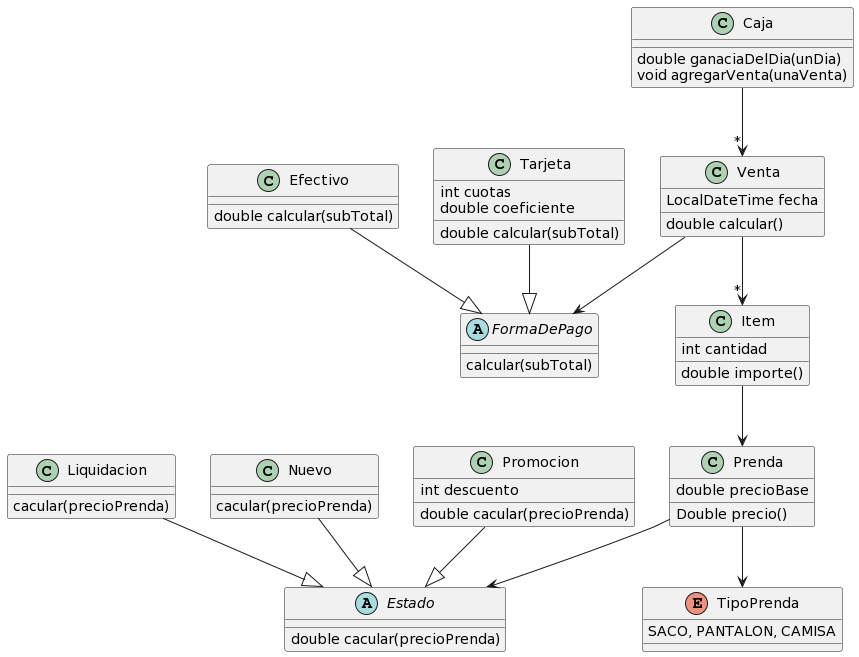 C Caja
double ganaciaDelDia(unDia)
void agregarVenta(unaVenta)
*
C Efectivo
double calcular(subTotal)
C Tarjeta
int cuotas
double coeficiente
double calcular(subTotal)
C Venta
LocalDateTime fecha
double calcular()
*
A FormaDePago
calcular(subTotal)
C Item
int cantidad
double importe()
C Liquidacion
cacular(precioPrenda)
C Nuevo
cacular(precioPrenda)
C Promocion
int descuento
double cacular(precioPrenda)
C Prenda
double precioBase
Double precio()
A Estado
double cacular(precioPrenda)
E TipoPrenda
SACO, PANTALON, CAMISA